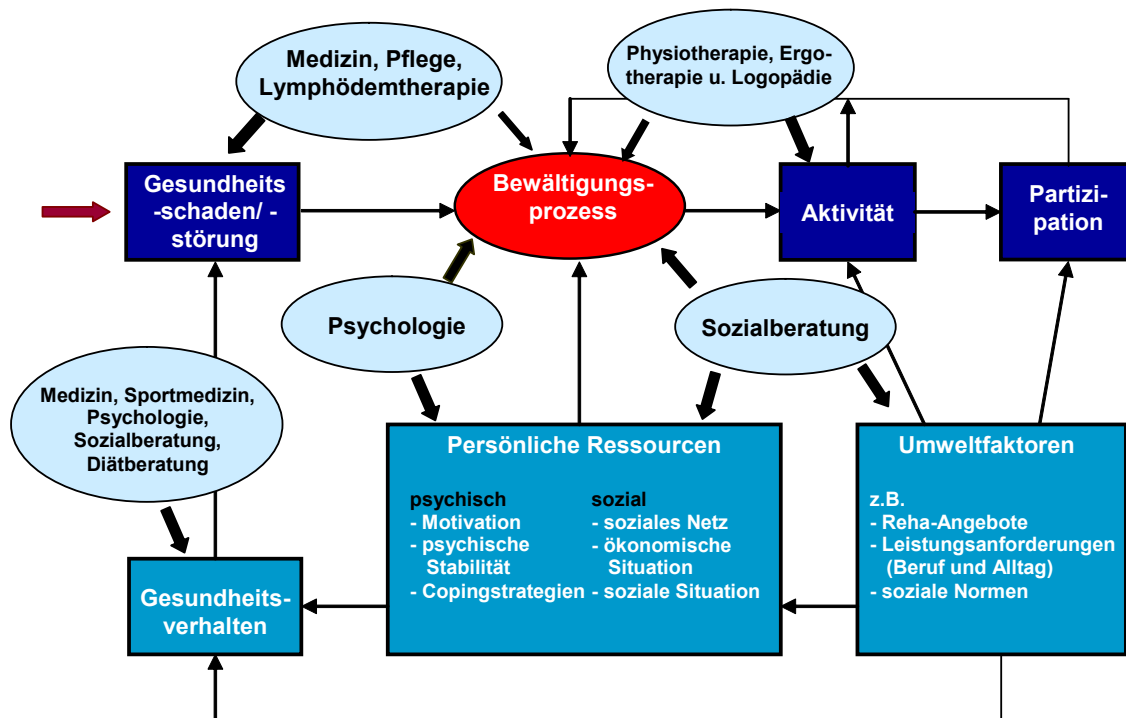 Medizin, Pflege,
Lymphödemtherapie
Physiotherapie, Ergo-
therapie u. Logopädie
Gesundheits
-schaden/ -
störung
Bewältigungs-
prozess
Aktivität
Partizi-
pation
Psychologie
Sozialberatung
Medizin, Sportmedizin,
Psychologie,
Sozialberatung,
Diätberatung
Persönliche Ressourcen
psychisch
- Motivation
- psychische
Stabilität
- Copingstrategien
sozial
- soziales Netz
- ökonomische
Situation
- soziale Situation
Umweltfaktoren
z.B.
- Reha-Angebote
- Leistungsanforderungen
(Beruf und Alltag)
- soziale Normen
Gesundheits-
verhalten